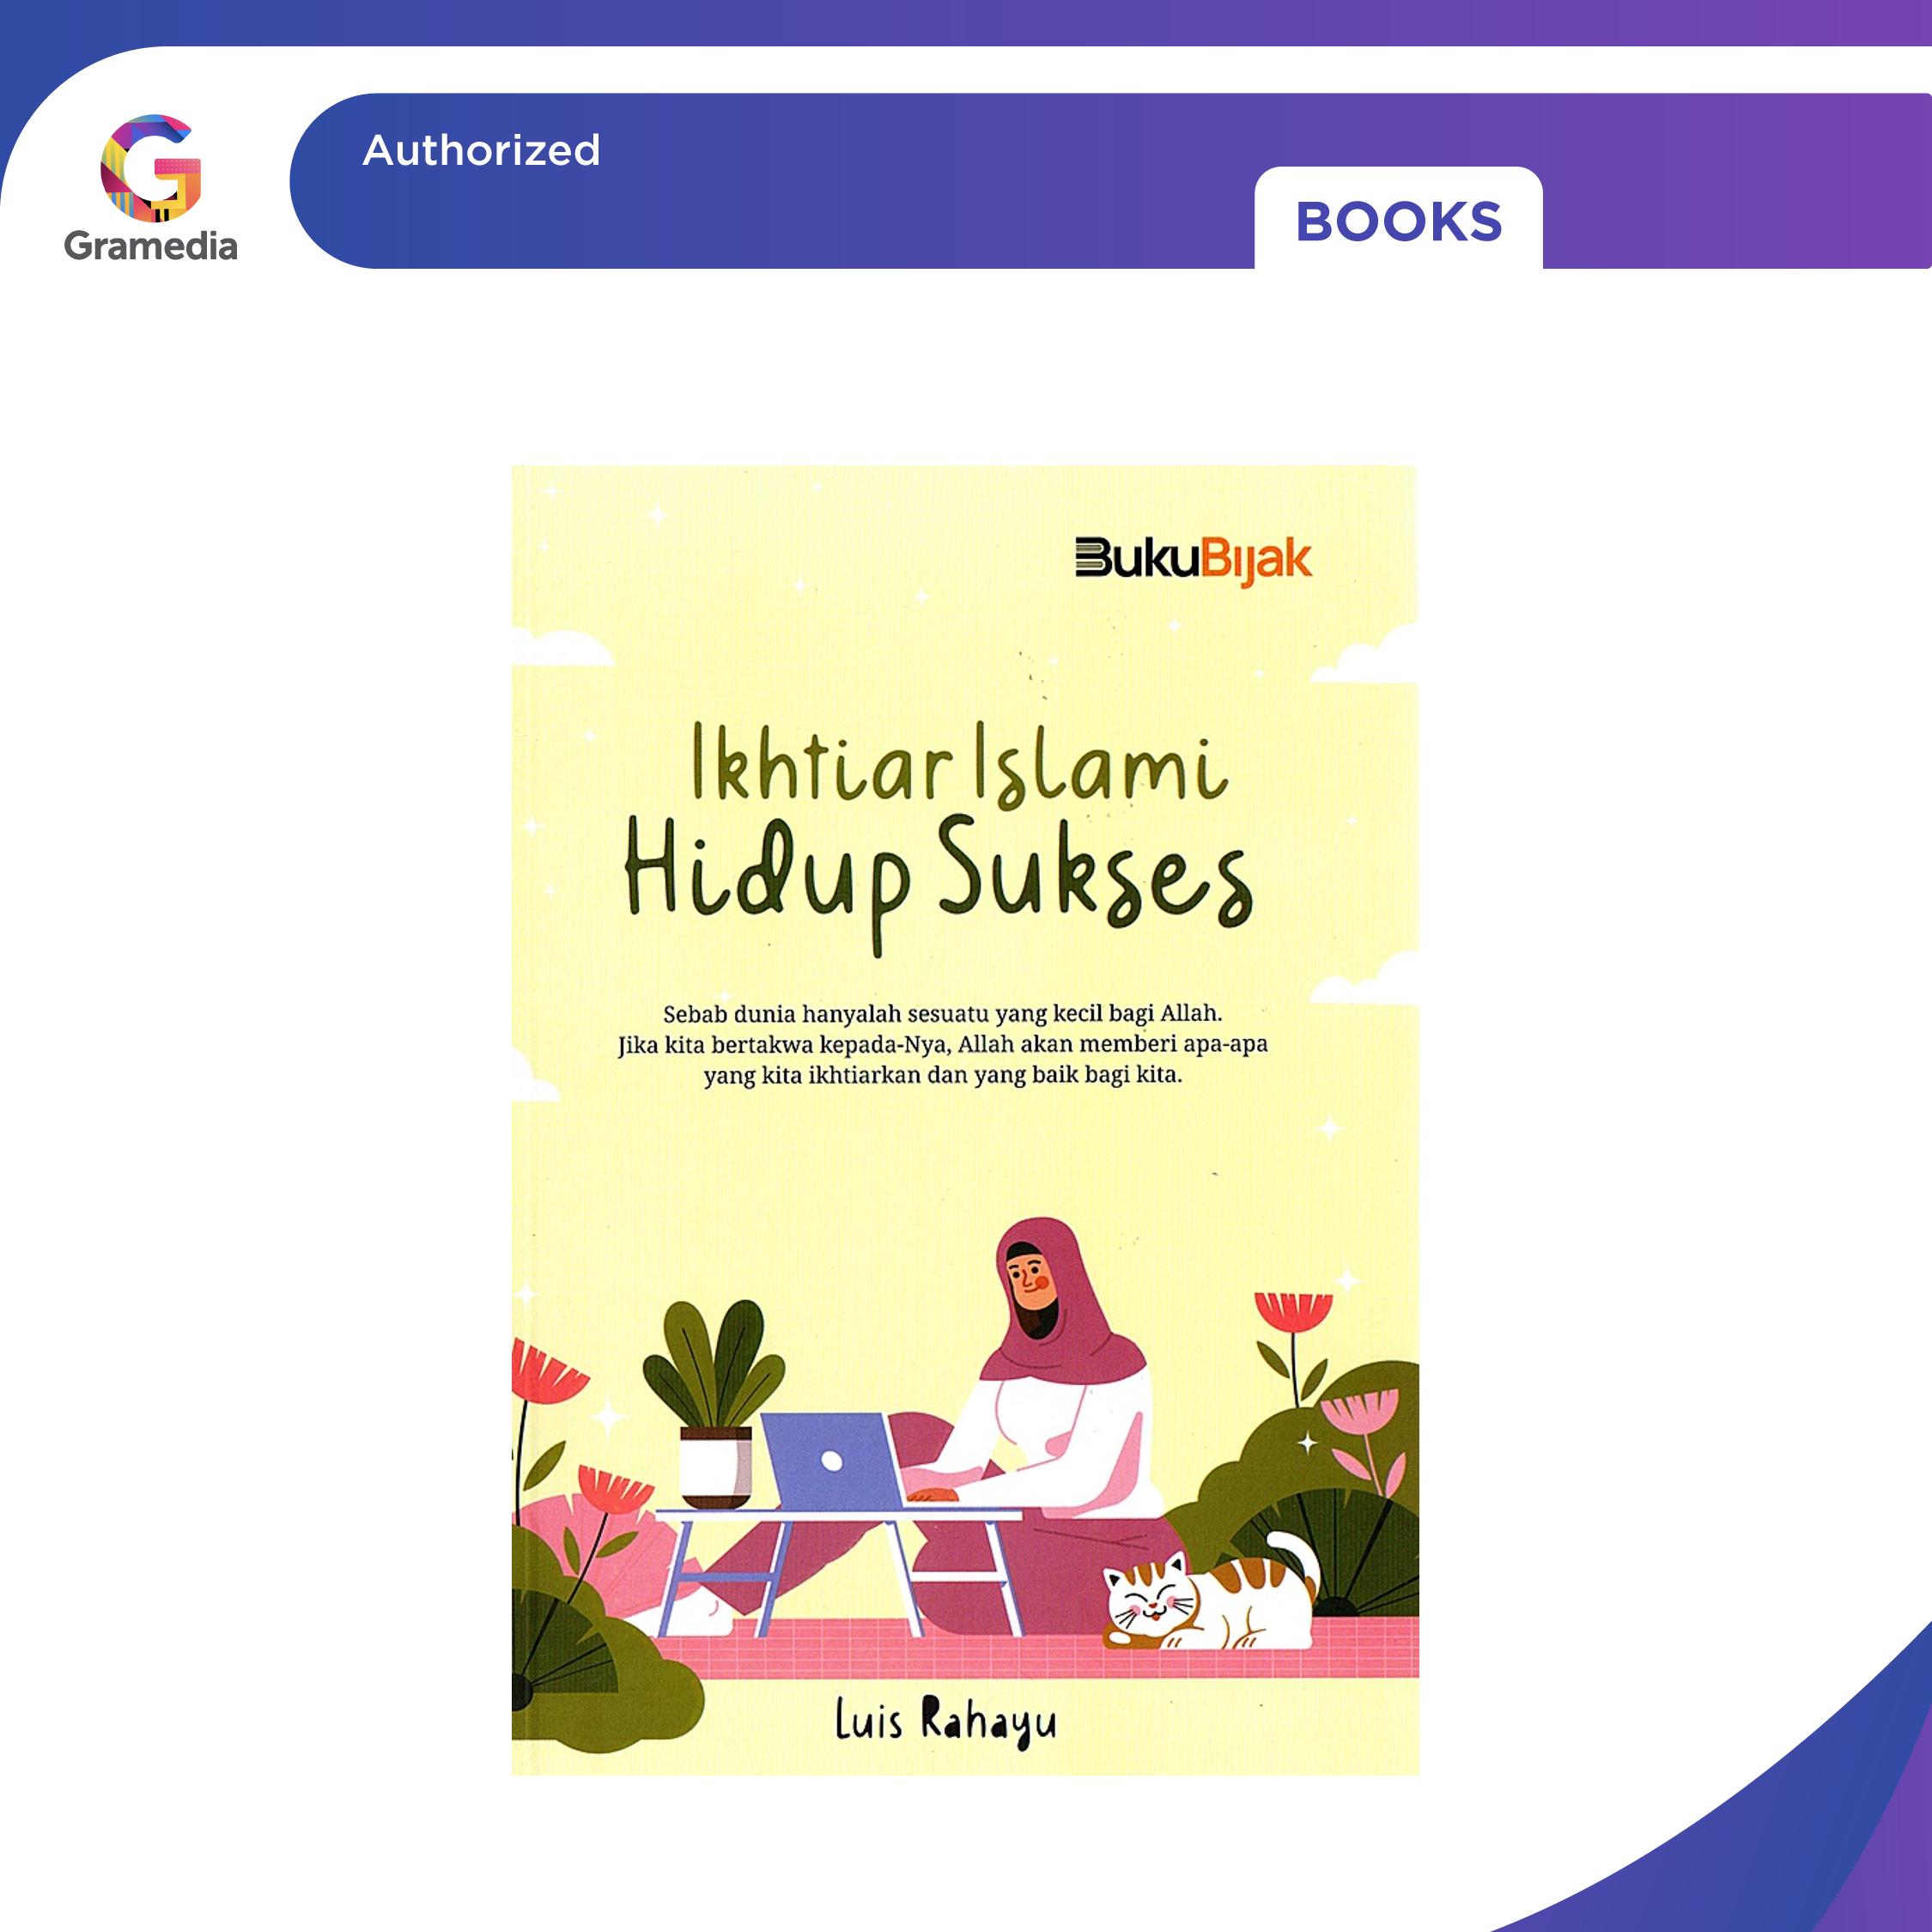 Gramedia
Authorized
BOOKS
BukuBijak
Ikhtiar Islami
Hidup Sukses
Sebab dunia hanyalah sesuatu yang kecil bagi Allah.
Jika kita bertakwa kepada-Nya, Allah akan memberi apa-apa
yang kita ikhtiarkan dan yang baik bagi kita.
Luis Rahayu